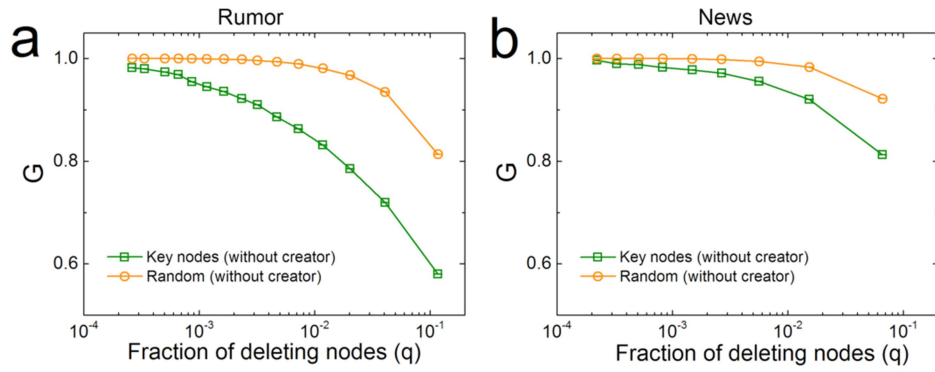 a
Rumor
G
1.0
0.8
0.6
Key nodes (without creator)
Random (without creator)
10⁻⁴
10⁻³
10⁻²
10⁻¹
Fraction of deleting nodes (q)
b
News
G
1.0
0.8
0.6
Key nodes (without creator)
Random (without creator)
10⁻⁴
10⁻³
10⁻²
10⁻¹
Fraction of deleting nodes (q)